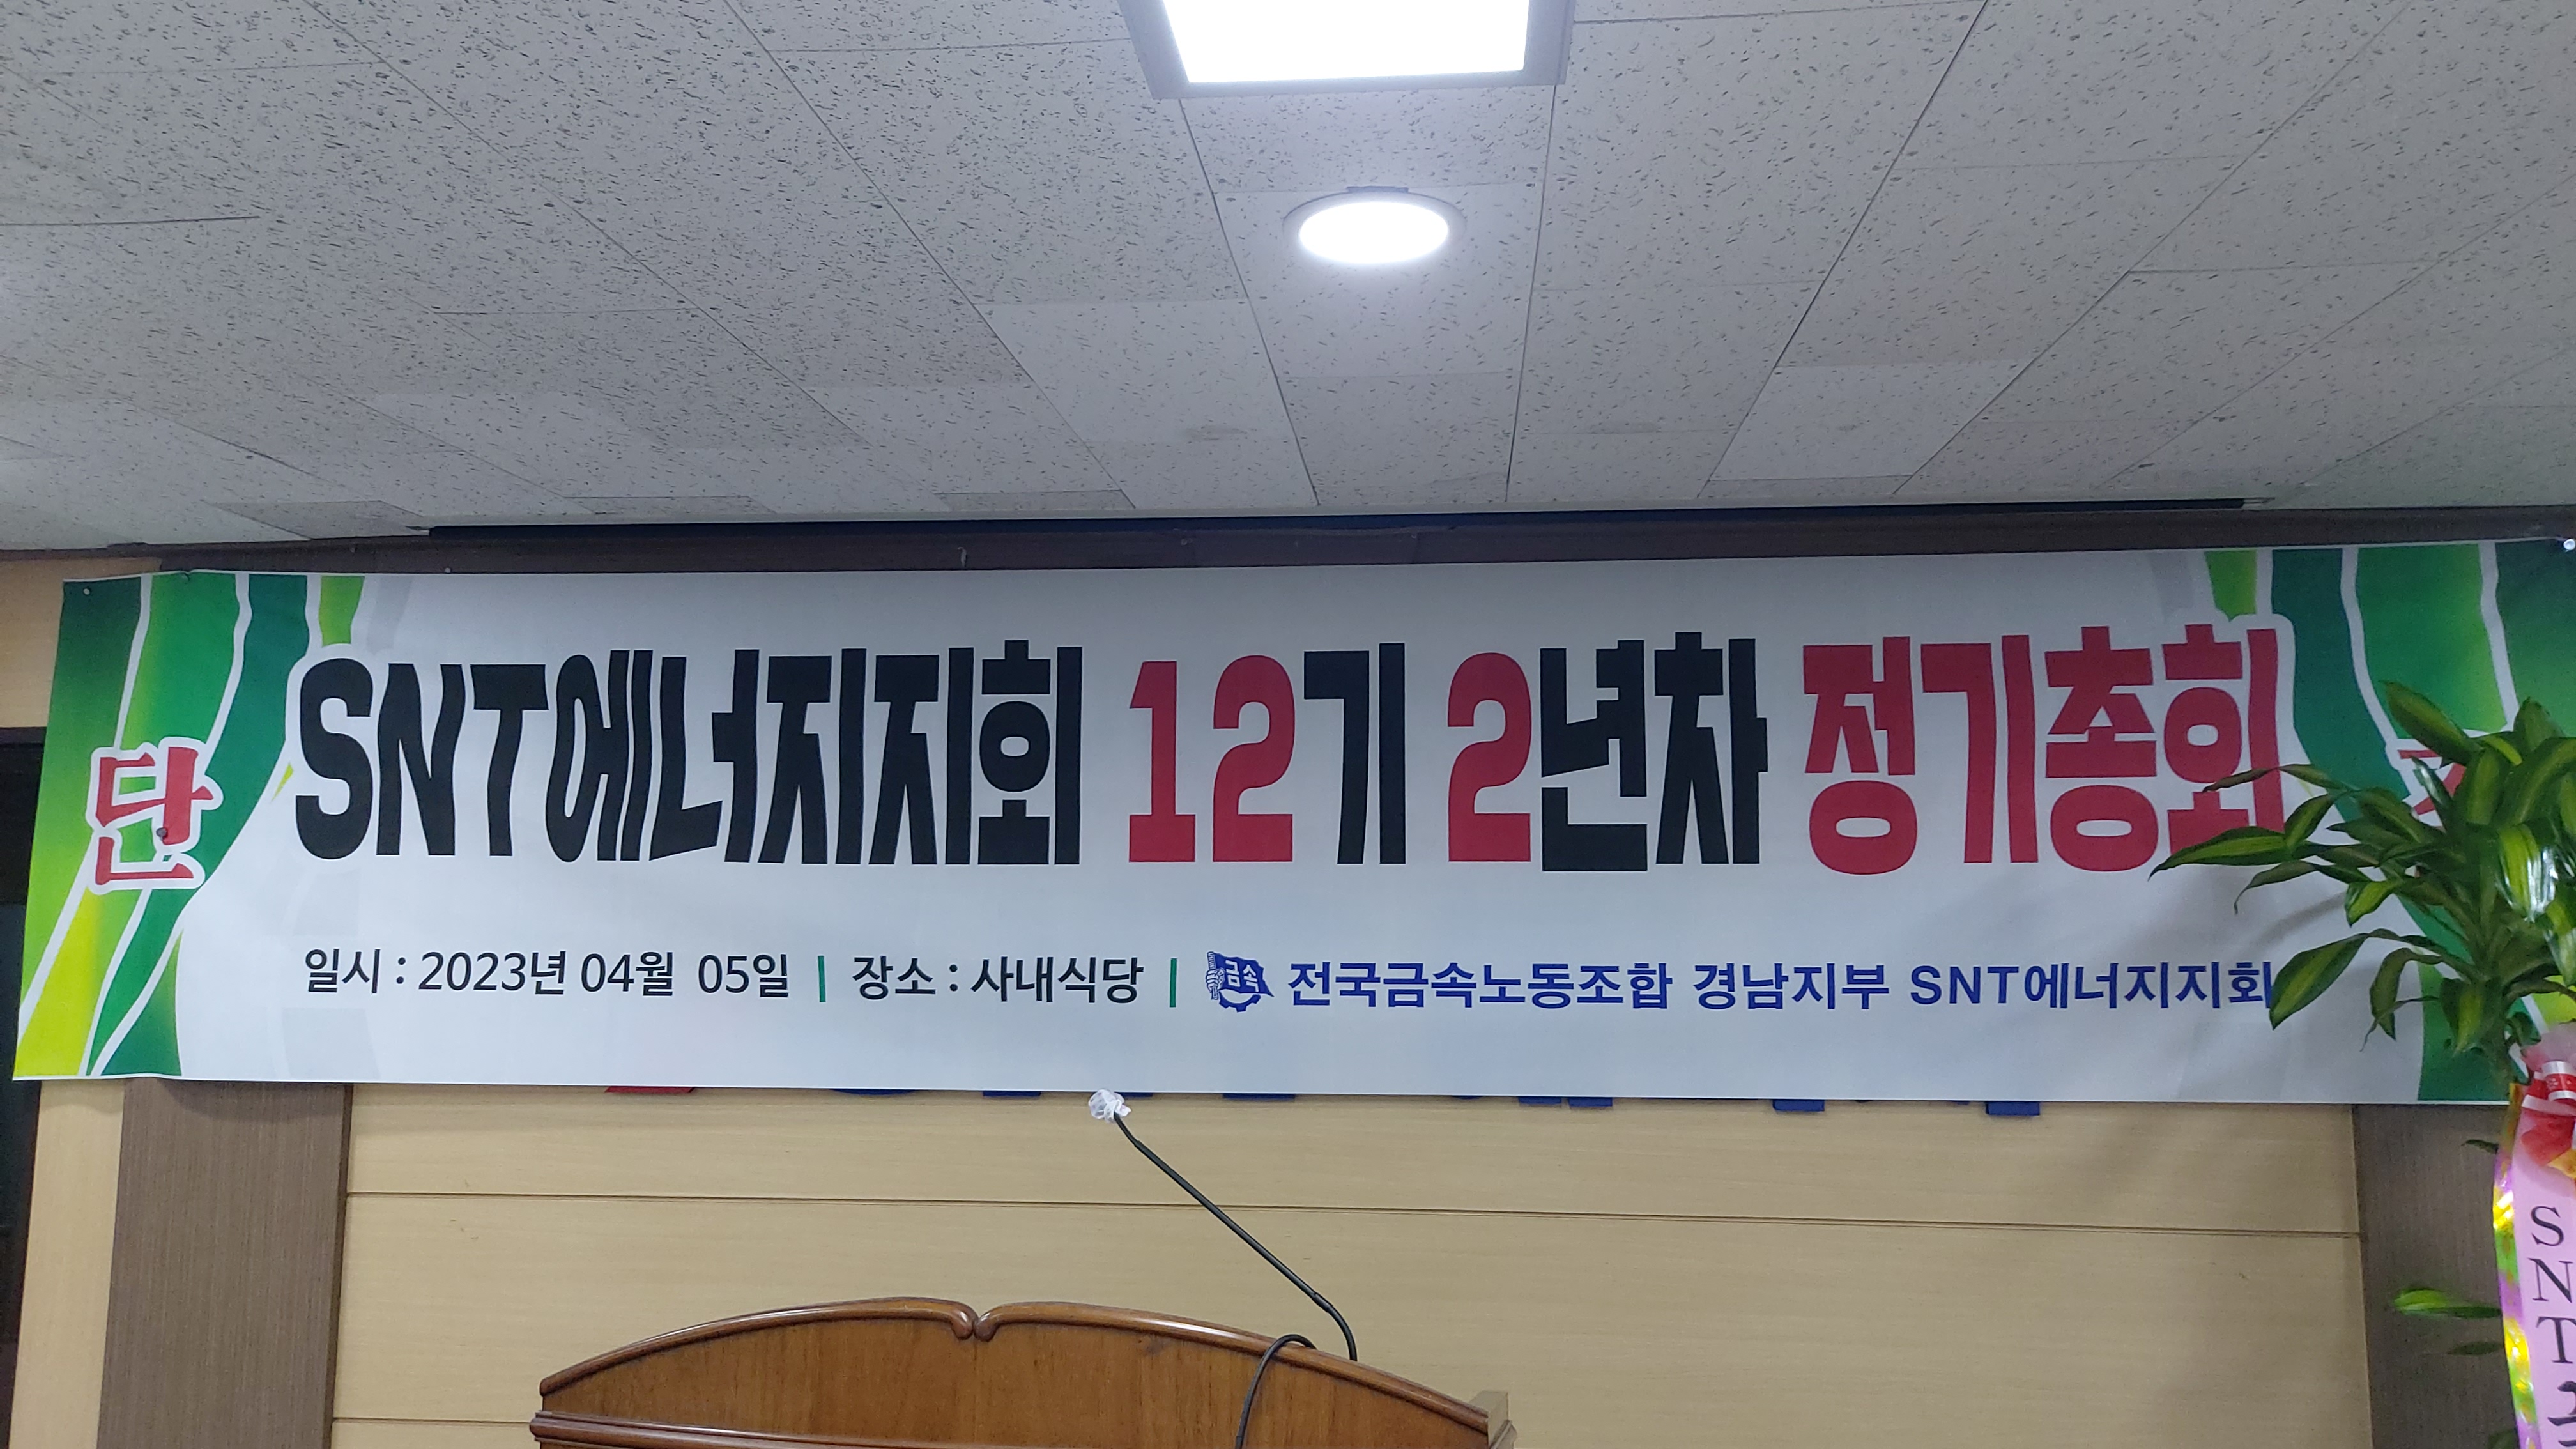 단
SNT에너지지회 12기 2년차 정기총회
일시 : 2023년 04월 05일 | 장소 : 사내식당 | 금속 전국금속노동조합 경남지부 SNT에너지지회
SNT